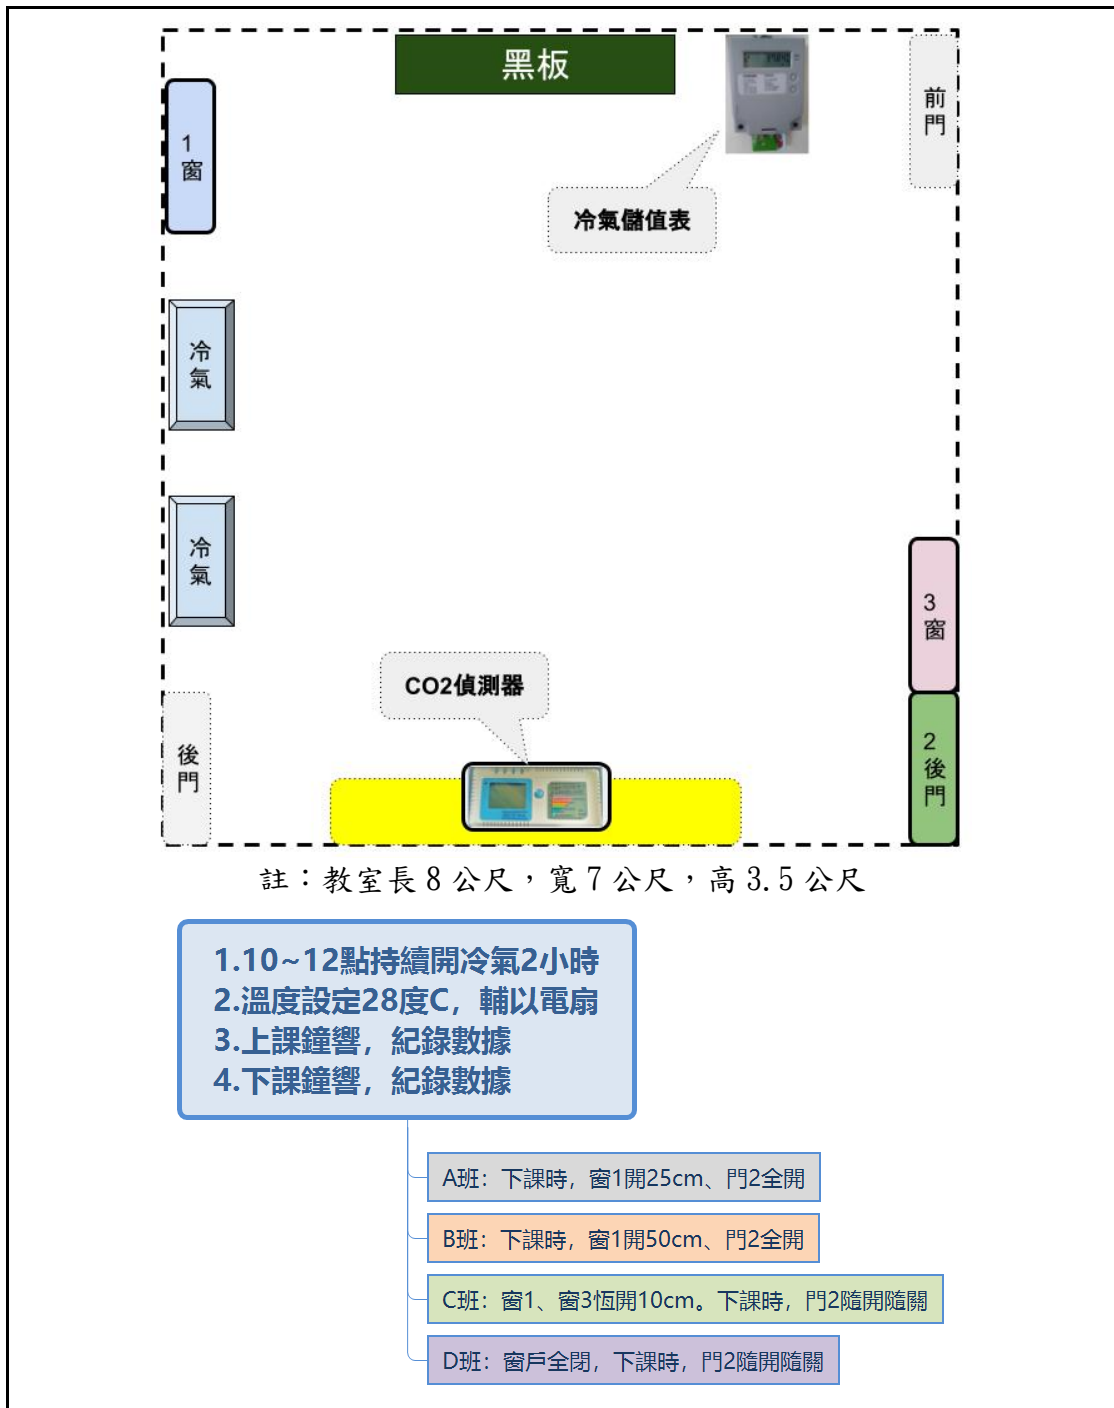 黑板
前門
1窗
冷氣儲值表
冷氣
冷氣
3窗
CO2偵測器
後門
2後門
註：教室長8公尺，寬7公尺，高3.5公尺
1.10~12點持續開冷氣2小時
2.溫度設定28度C，輔以電扇
3.上課鐘響，紀錄數據
4.下課鐘響，紀錄數據
A班：下課時，窗1開25cm、門2全開
B班：下課時，窗1開50cm、門2全開
C班：窗1、窗3恆開10cm。下課時，門2隨開隨關
D班：窗戶全閉，下課時，門2隨開隨關